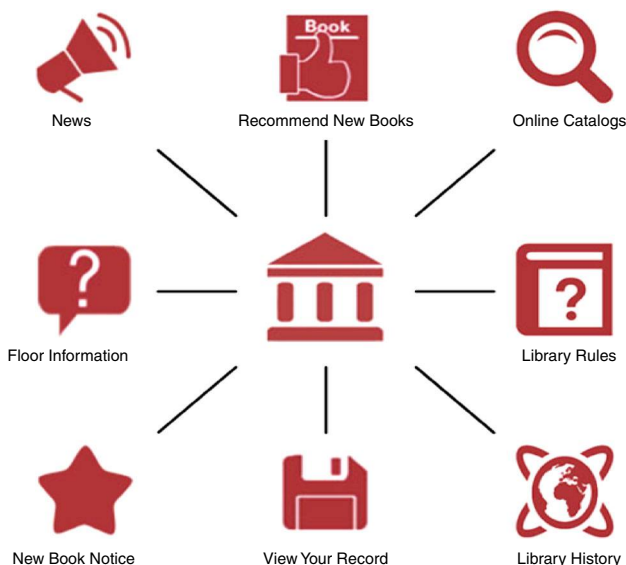 Book
News
Recommend New Books
Online Catalogs
?
?
Floor Information
Library Rules
New Book Notice
View Your Record
Library History